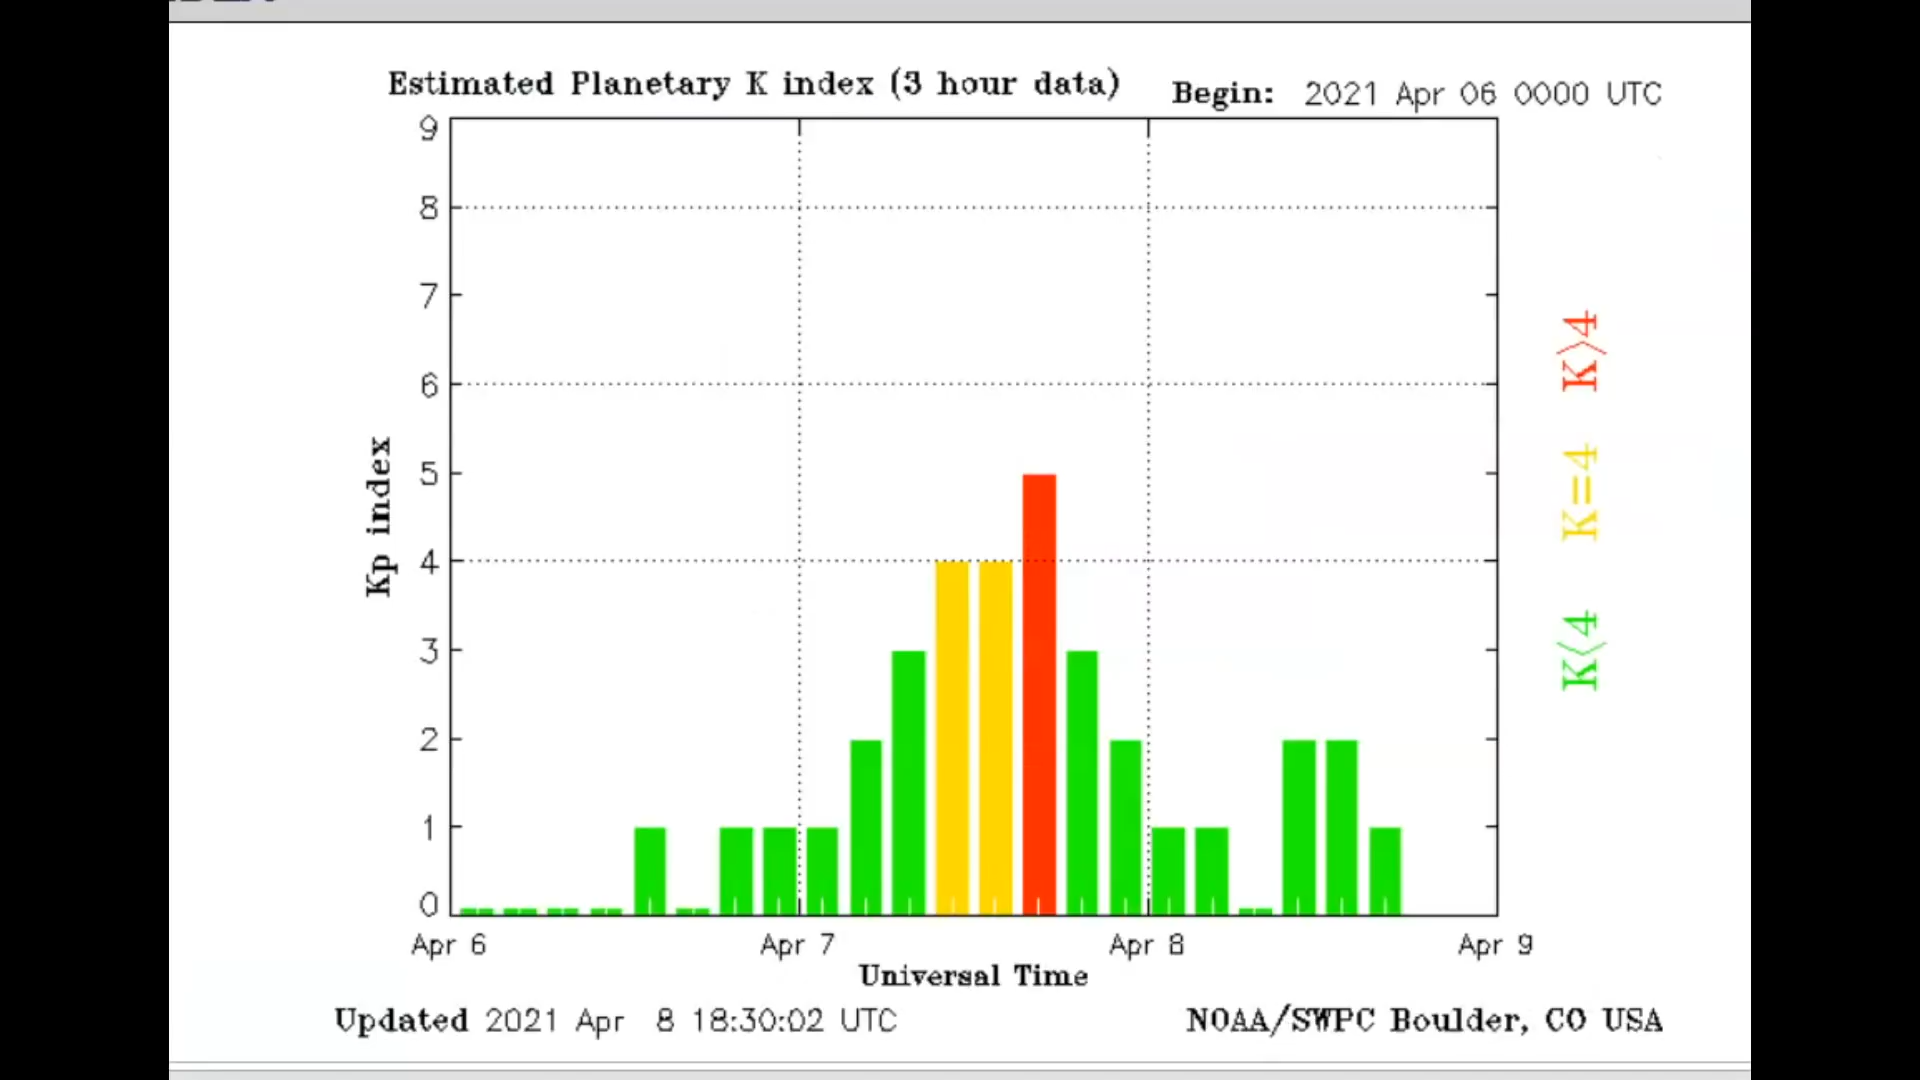 Estimated Planetary K index (3 hour data)
Begin: 2021 Apr 06 0000 UTC
9
8
7
6
5
4
3
2
1
0
Kp index
K>4
K=4
K<4
Apr 6
Apr 7
Apr 8
Apr 9
Universal Time
Updated 2021 Apr 8 18:30:02 UTC
NOAA/SWPC Boulder, CO USA